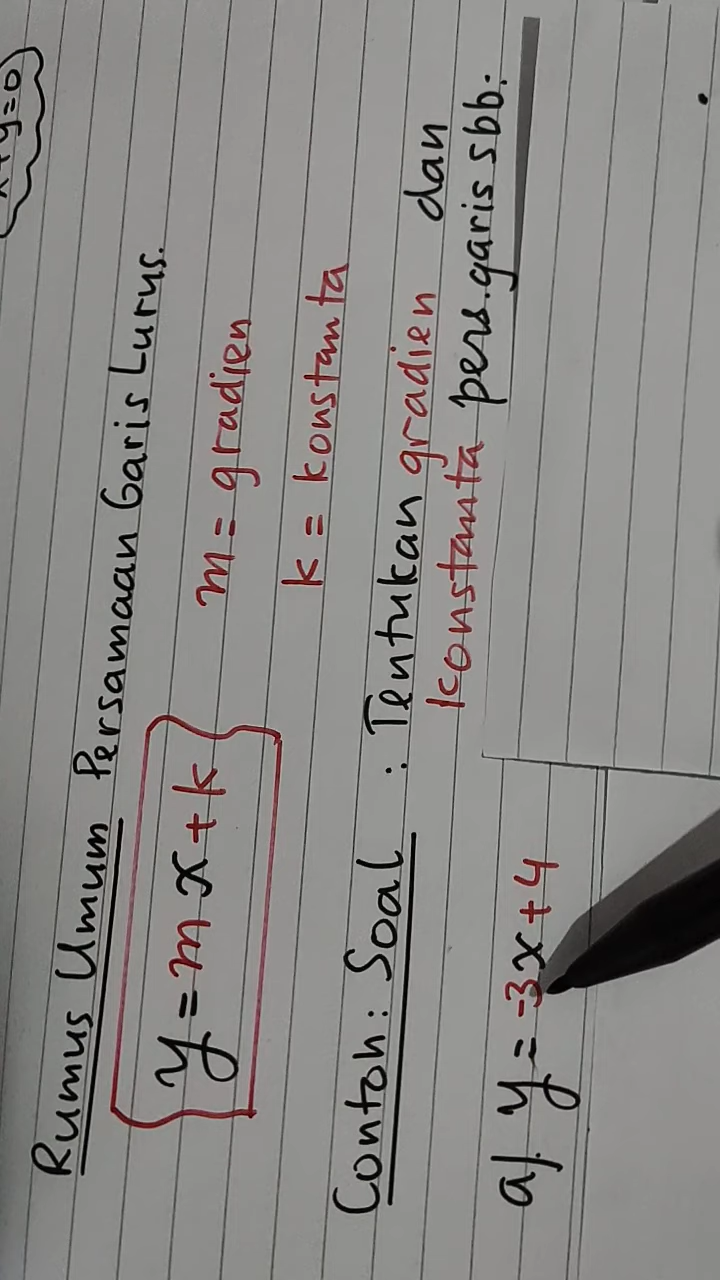 x+y=0
Rumus Umum Persamaan Garis Lurus.
y = mx + k
m = gradien
k = konstanta
Contoh: Soal : Tentukan gradien dan
konstanta pers. garis sbb.
a). y = -3x + 4